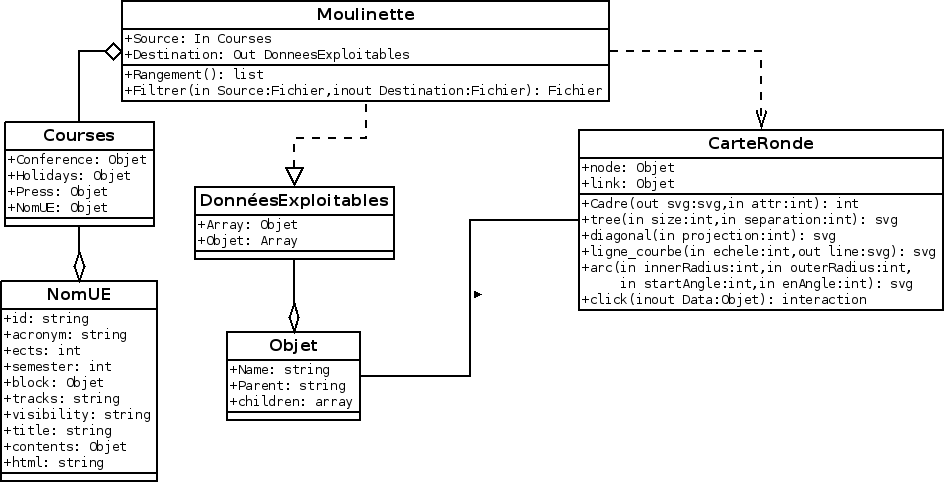 Moulinette
+Source: In Courses
+Destination: Out DonneesExploitables
+Rangement(): list
+Filtrer(in Source:Fichier,inout Destination:Fichier): Fichier
Courses
+Conference: Objet
+Holidays: Objet
+Press: Objet
+NomUE: Objet
CarteRonde
+node: Objet
+link: Objet
+Cadre(out svg:svg,in attr:int): int
+tree(in size:int,in separation:int): svg
+diagonal(in projection:int): svg
+ligne_courbe(in echele:int,out line:svg): svg
+arc(in innerRadius:int,in outerRadius:int,
in startAngle:int,in enAngle:int): svg
+click(inout Data:Objet): interaction
DonnéesExploitables
+Array: Objet
+Objet: Array
NomUE
+id: string
+acronym: string
+ects: int
+semester: int
+block: Objet
+tracks: string
+visibility: string
+title: string
+contents: Objet
+html: string
Objet
+Name: string
+Parent: string
+children: array